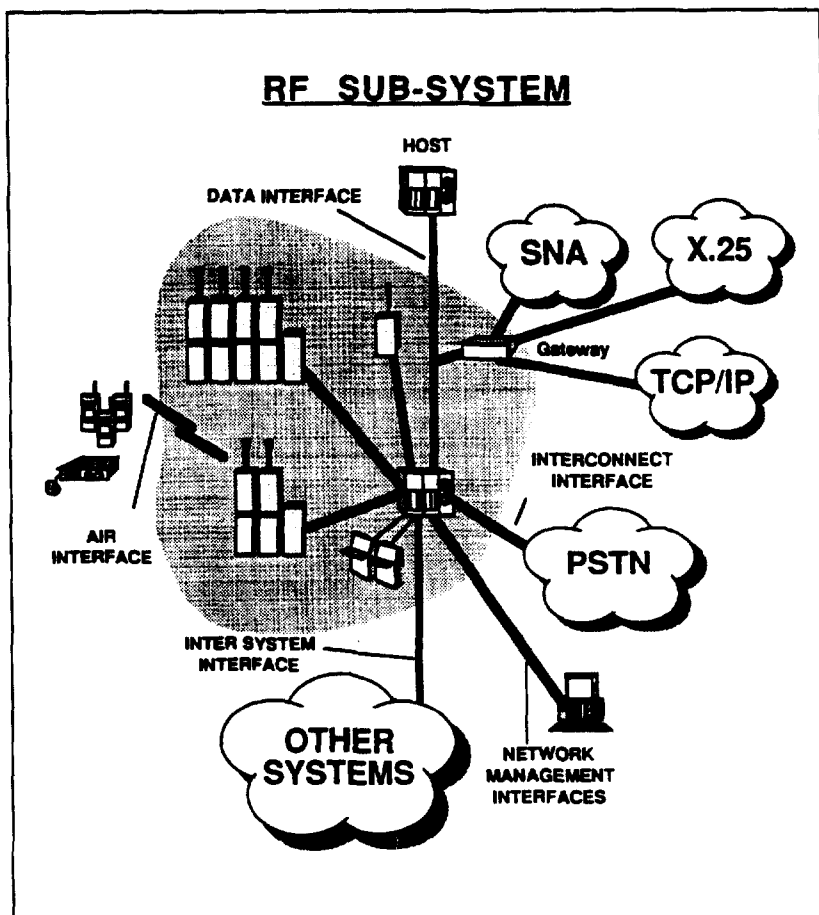 RF SUB-SYSTEM
HOST
DATA INTERFACE
SNA
X.25
Gateway
TCP/IP
INTERCONNECT
INTERFACE
AIR
INTERFACE
PSTN
INTER SYSTEM
INTERFACE
OTHER
SYSTEMS
NETWORK
MANAGEMENT
INTERFACES